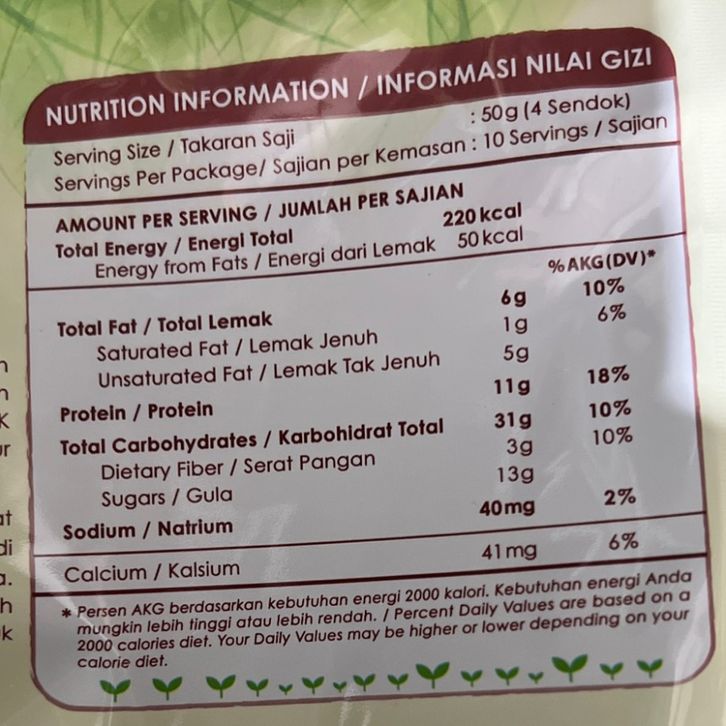 NUTRITION INFORMATION / INFORMASI NILAI GIZI
Serving Size / Takaran Saji : 50g (4 Sendok)
Servings Per Package/ Sajian per Kemasan : 10 Servings / Sajian
AMOUNT PER SERVING / JUMLAH PER SAJIAN
Total Energy / Energi Total 220 kcal
Energy from Fats / Energi dari Lemak 50 kcal
%AKG(DV)*
Total Fat / Total Lemak 6g 10%
Saturated Fat / Lemak Jenuh 1g 6%
Unsaturated Fat / Lemak Tak Jenuh 5g
Protein / Protein 11g 18%
Total Carbohydrates / Karbohidrat Total 31g 10%
Dietary Fiber / Serat Pangan 3g 10%
Sugars / Gula 13g
Sodium / Natrium 40mg 2%
Calcium / Kalsium 41mg 6%
* Persen AKG berdasarkan kebutuhan energi 2000 kalori. Kebutuhan energi Anda
mungkin lebih tinggi atau lebih rendah. / Percent Daily Values are based on a
2000 calories diet. Your Daily Values may be higher or lower depending on your
calorie diet.